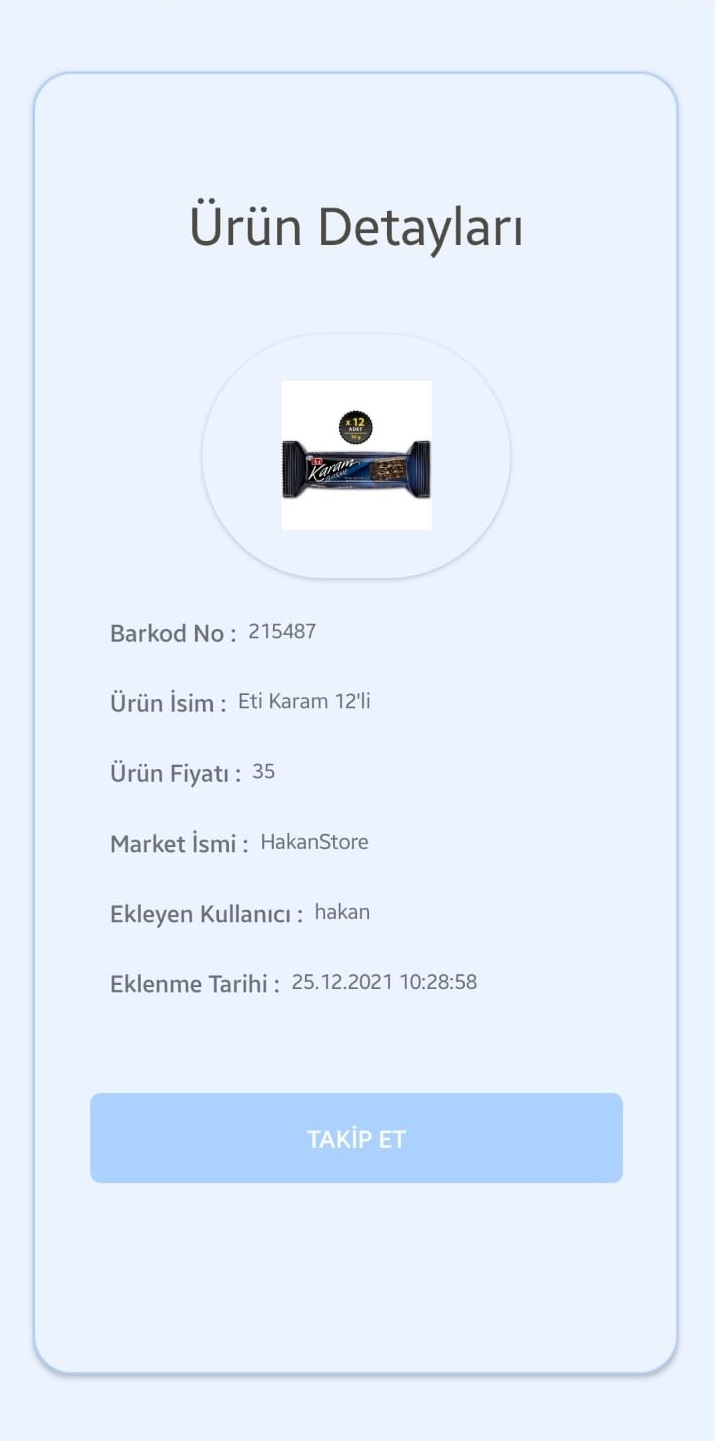 Ürün Detayları
x 12
ADET
Eti
Karam
Barkod No : 215487
Ürün İsim : Eti Karam 12'li
Ürün Fiyatı : 35
Market İsmi : HakanStore
Ekleyen Kullanıcı : hakan
Eklenme Tarihi : 25.12.2021 10:28:58
TAKİP ET